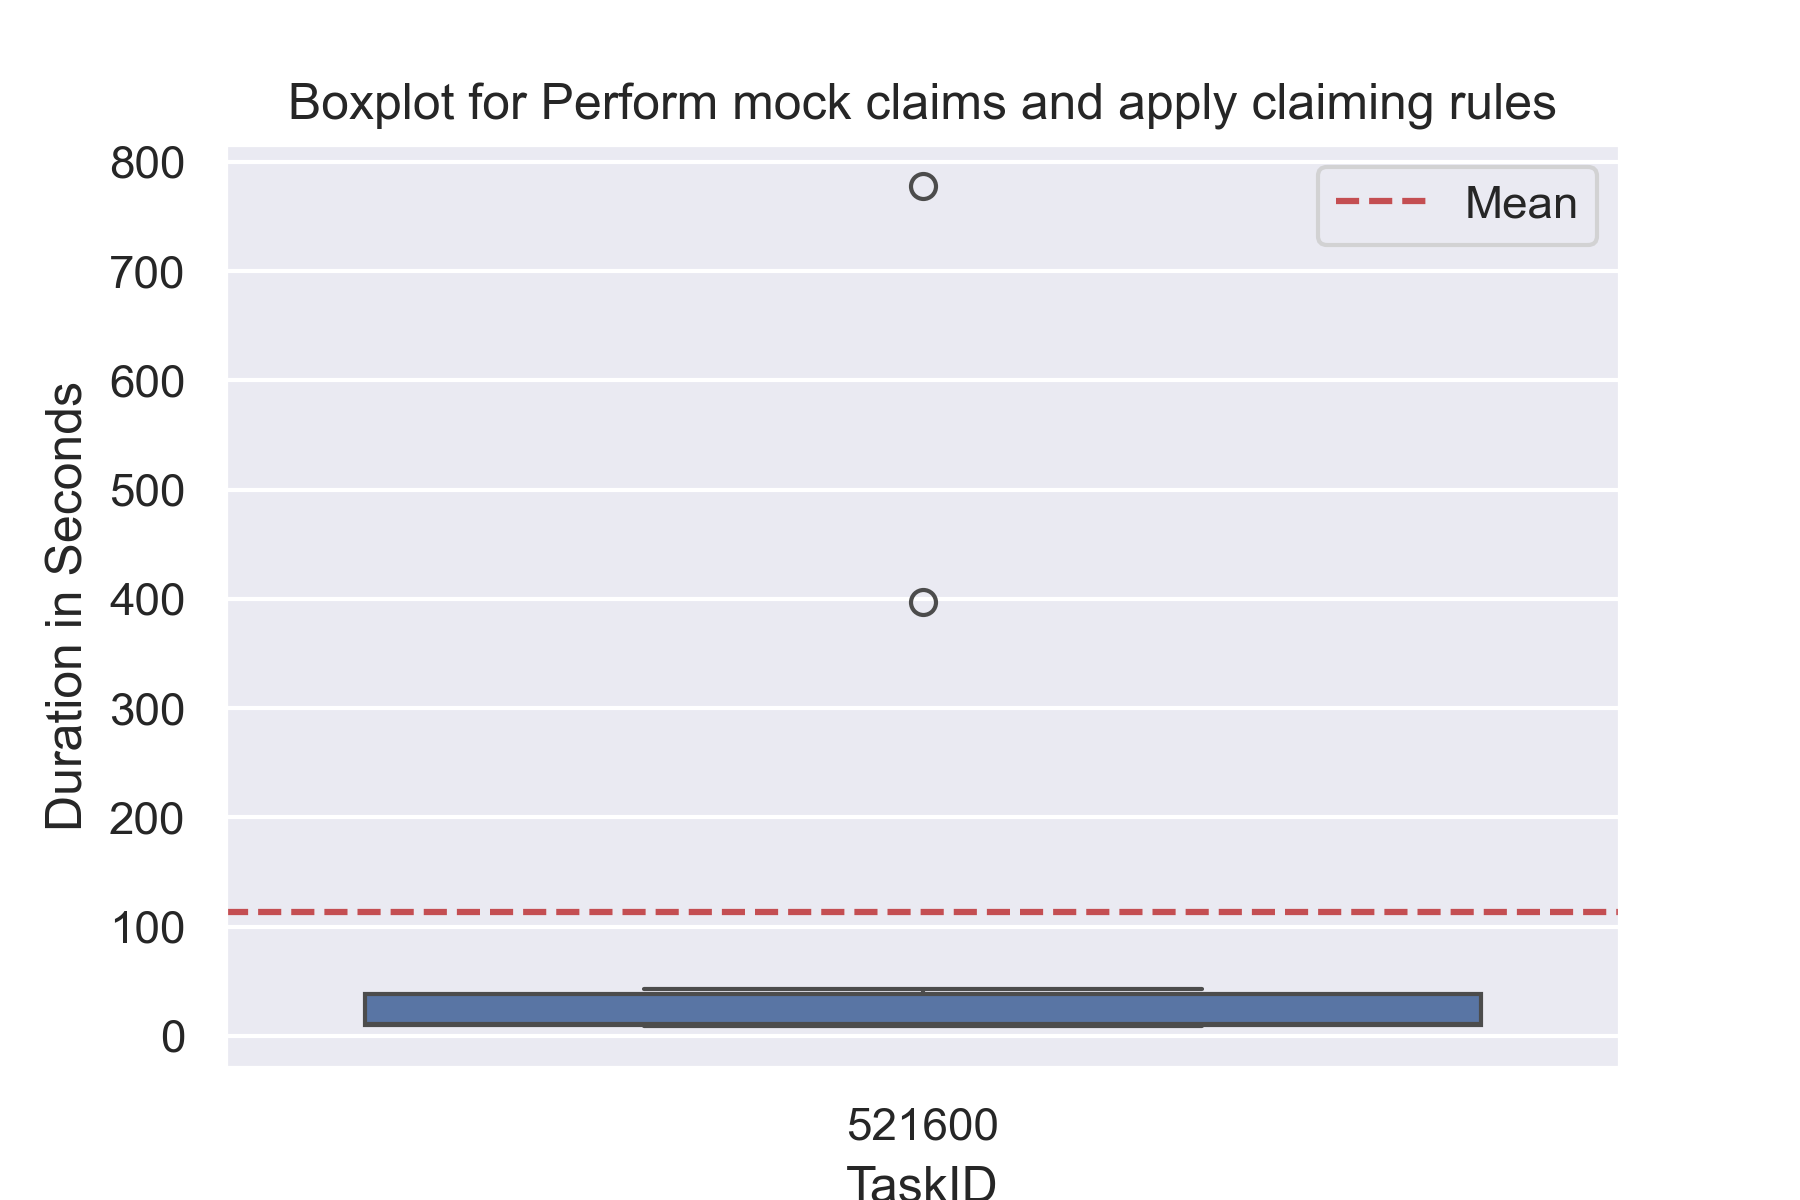 Boxplot for Perform mock claims and apply claiming rules
Mean
800
700
600
500
400
300
200
100
0
Duration in Seconds
521600
TaskID